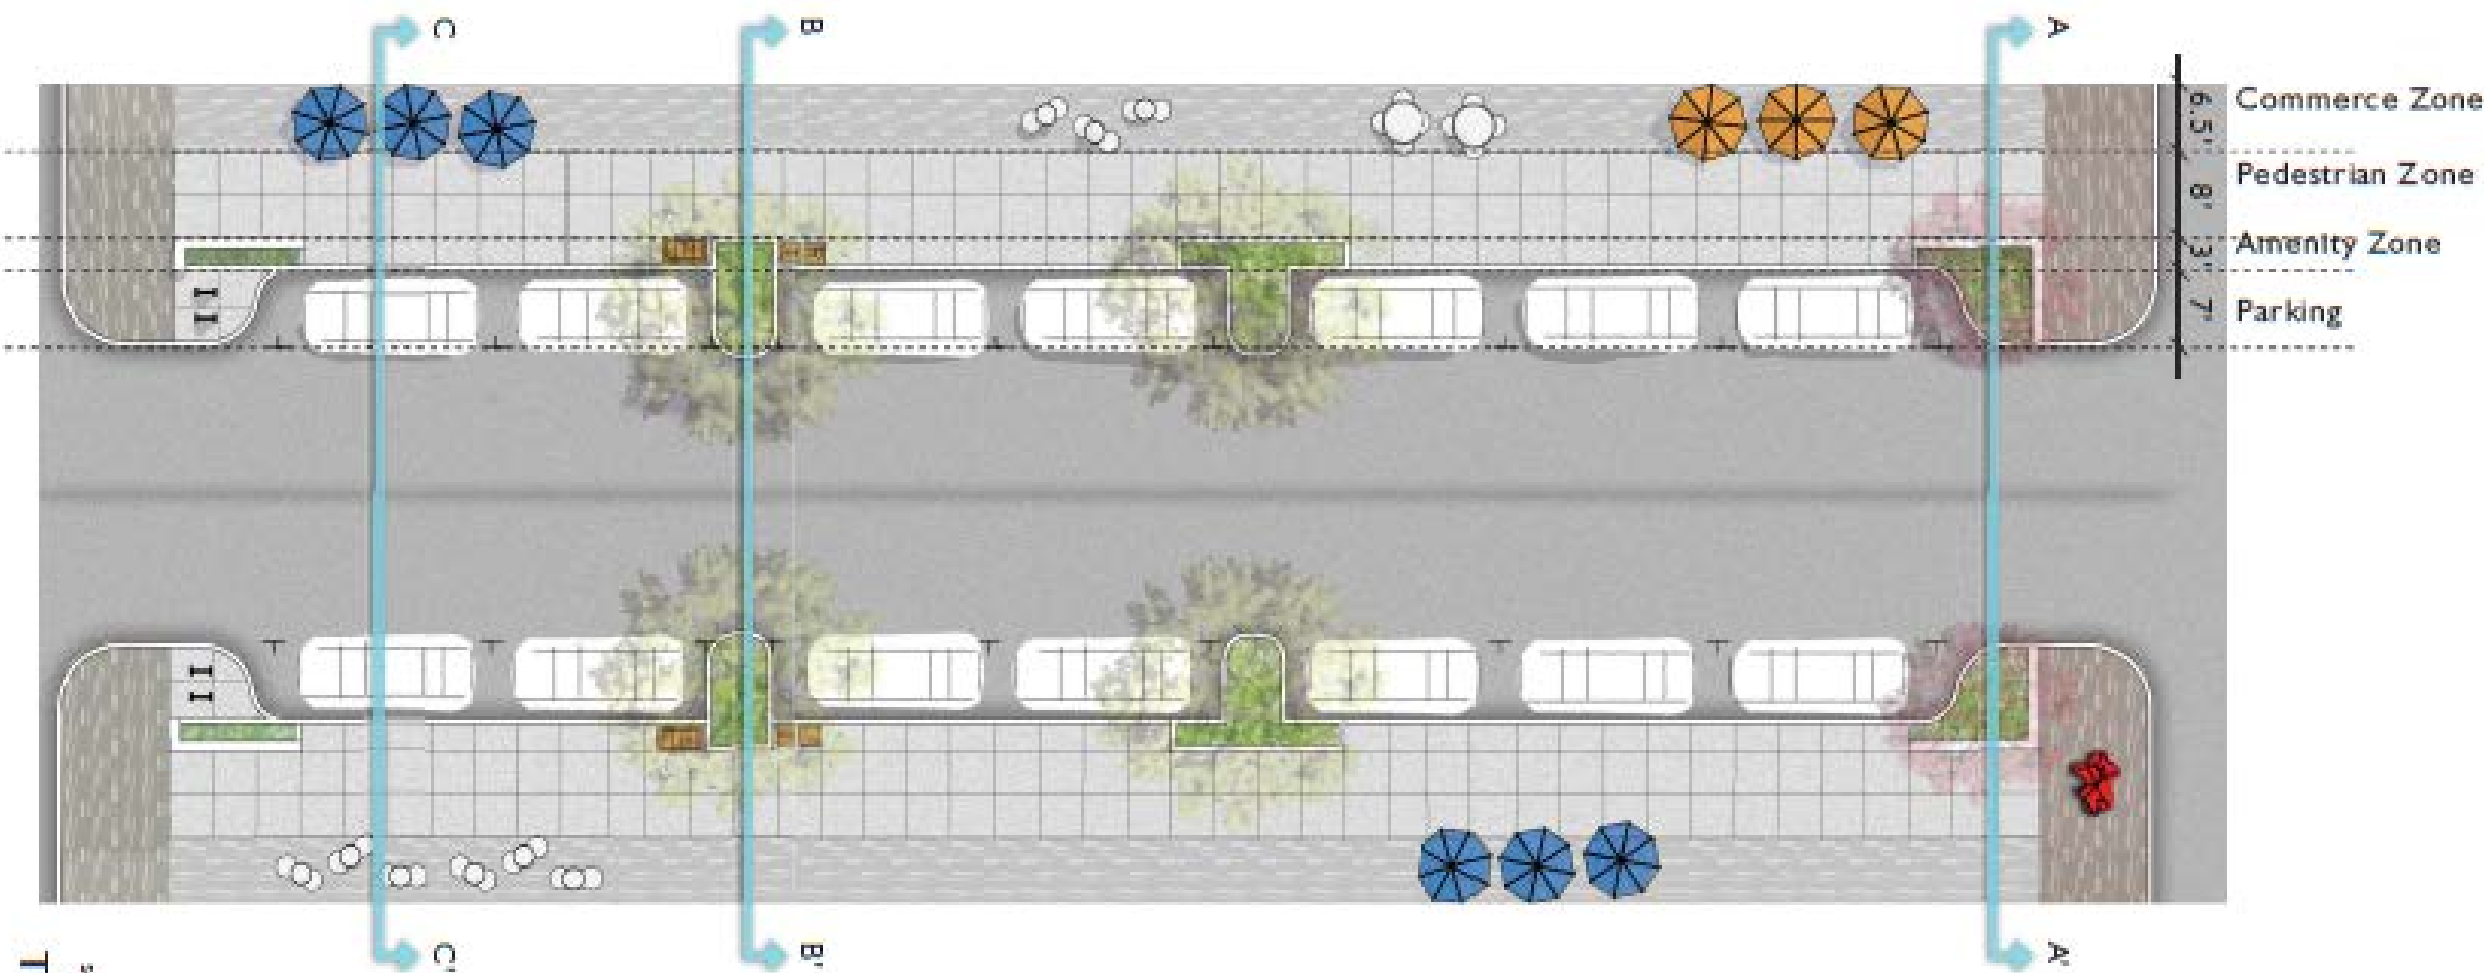 C
B
A
6.5'
Commerce Zone
8'
Pedestrian Zone
3'
Amenity Zone
7'
Parking
C'
B'
A'